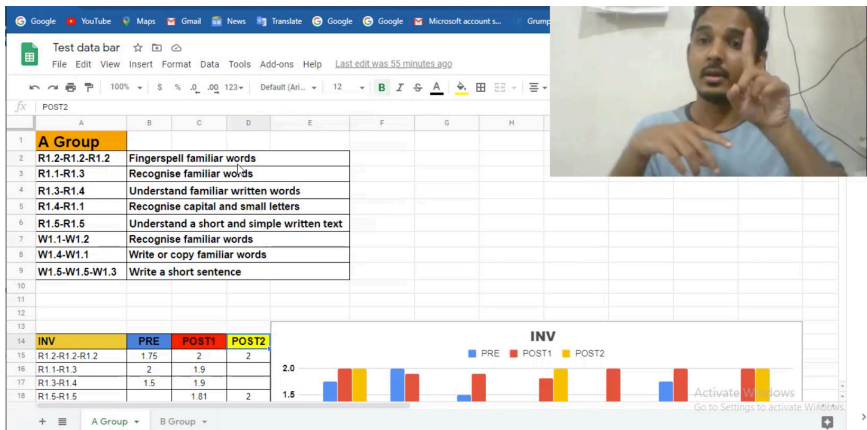 Google YouTube Maps Gmail News Translate Google Google Microsoft account s... Grump
Test data bar
File Edit View Insert Format Data Tools Add-ons Help Last edit was 55 minutes ago
100% $ % .0 .00 123 Default (Ari... 12 B I S A
fx POST2
A B C D E F G H
1 A Group
2 R1.2-R1.2-R1.2 Fingerspell familiar words
3 R1.1-R1.3 Recognise familiar words
4 R1.3-R1.4 Understand familiar written words
5 R1.4-R1.1 Recognise capital and small letters
6 R1.5-R1.5 Understand a short and simple written text
7 W1.1-W1.2 Recognise familiar words
8 W1.4-W1.1 Write or copy familiar words
9 W1.5-W1.5-W1.3 Write a short sentence
10
11
12
13
INV
14 INV PRE POST1 POST2
PRE POST1 POST2
15 R1.2-R1.2-R1.2 1.75 2 2
16 R1.1-R1.3 2 1.9
2.0
17 R1.3-R1.4 1.5 1.9
18 R1.5-R1.5 1.81 2
1.5
Activate Windows
Go to Settings to activate Windows.
+ A Group B Group